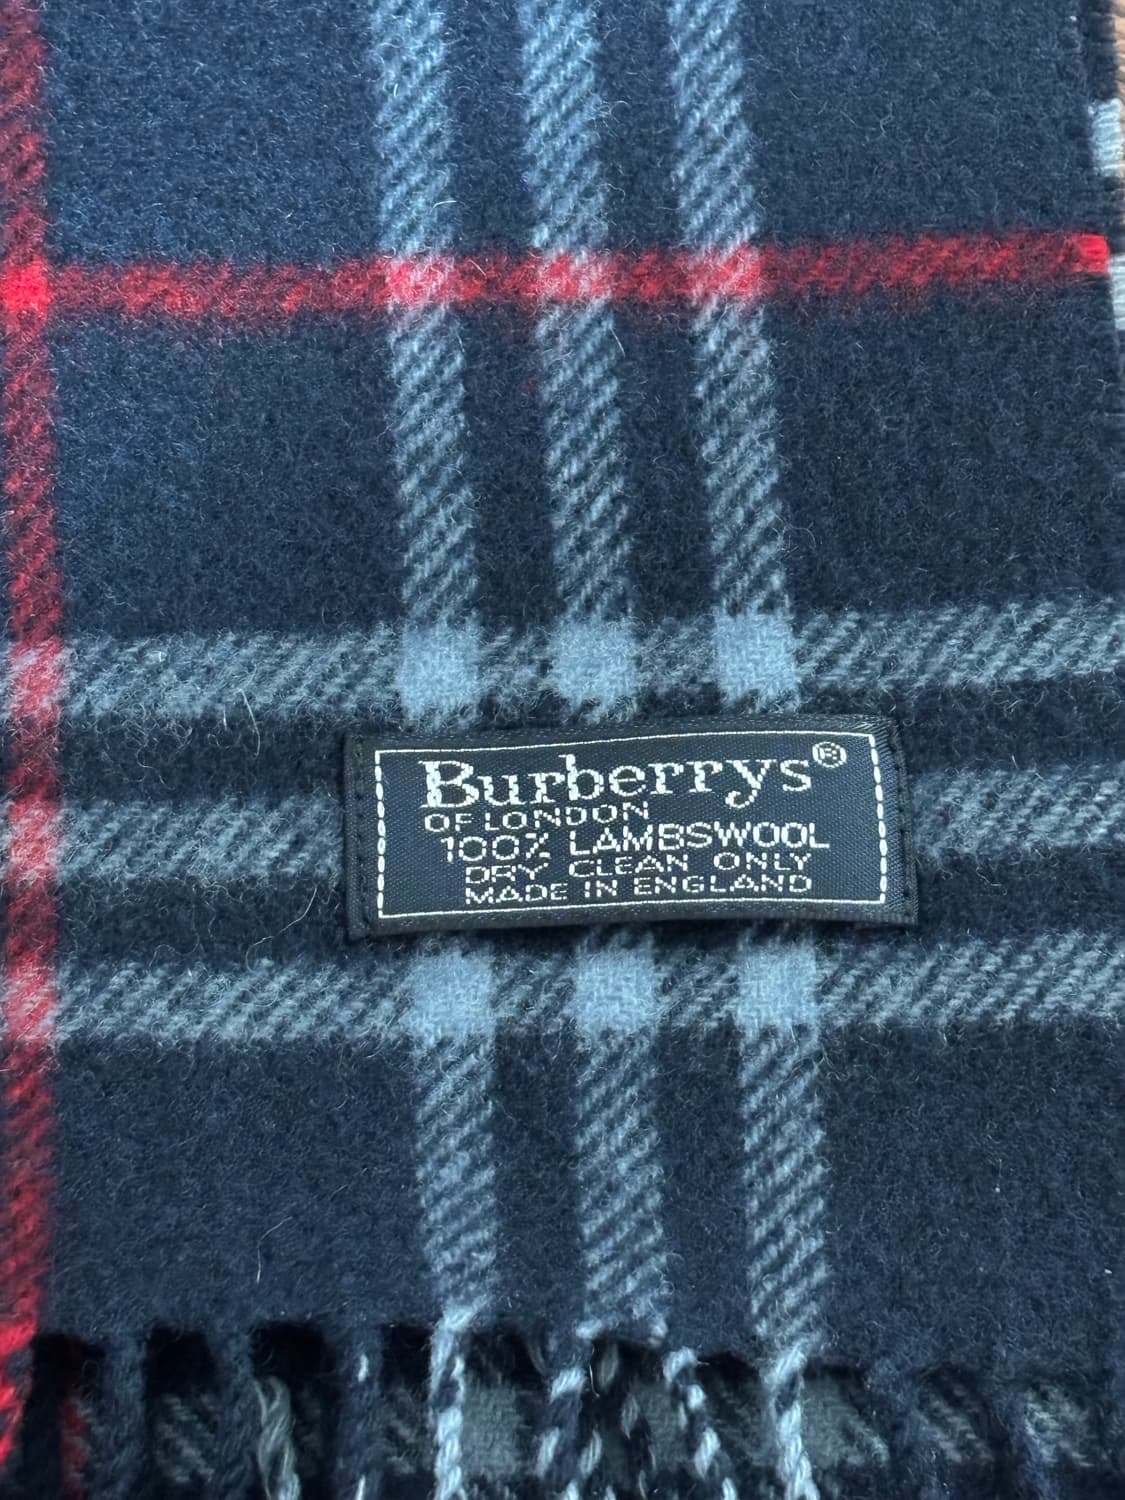 Burberrys®
OF LONDON
100% LAMBSWOOL
DRY CLEAN ONLY
MADE IN ENGLAND